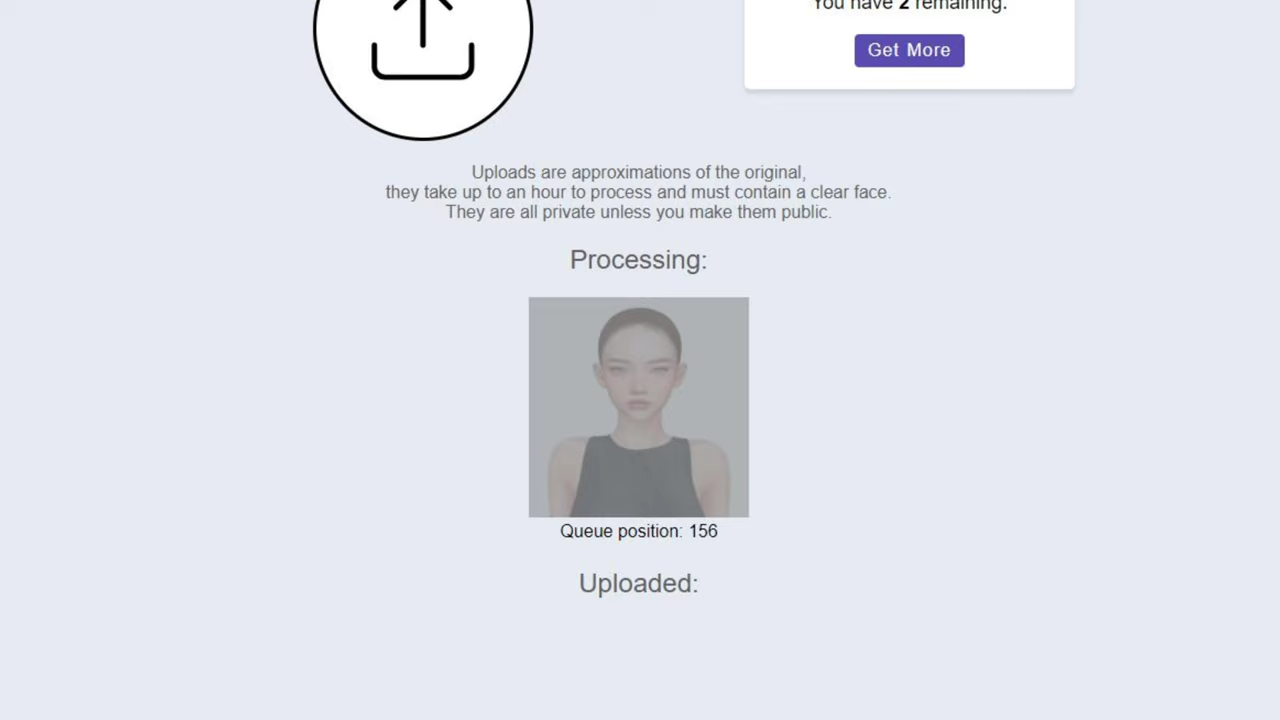 You have 2 remaining.
Get More
Uploads are approximations of the original,
they take up to an hour to process and must contain a clear face.
They are all private unless you make them public.
Processing:
Queue position: 156
Uploaded: